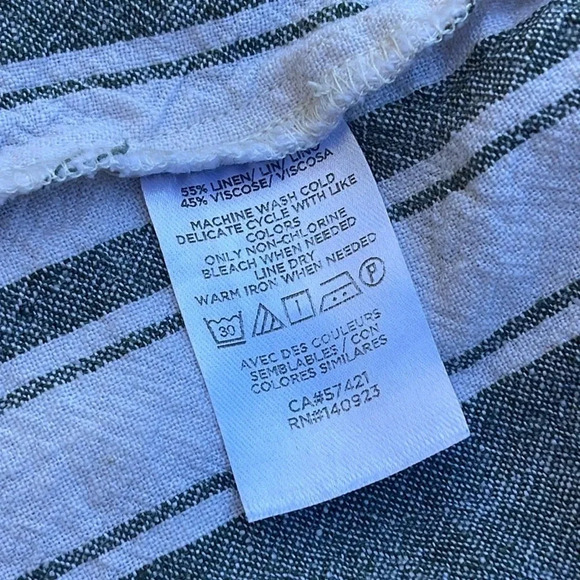 55% LINEN/ LIN/ LINO
45% VISCOSE/ VISCOSA
MACHINE WASH COLD
DELICATE CYCLE WITH LIKE
COLORS
ONLY NON-CHLORINE
BLEACH WHEN NEEDED
LINE DRY
WARM IRON WHEN NEEDED
30 P
AVEC DES COULEURS
SEMBLABLES / CON
COLORES SIMILARES
CA#57421
RN#140923